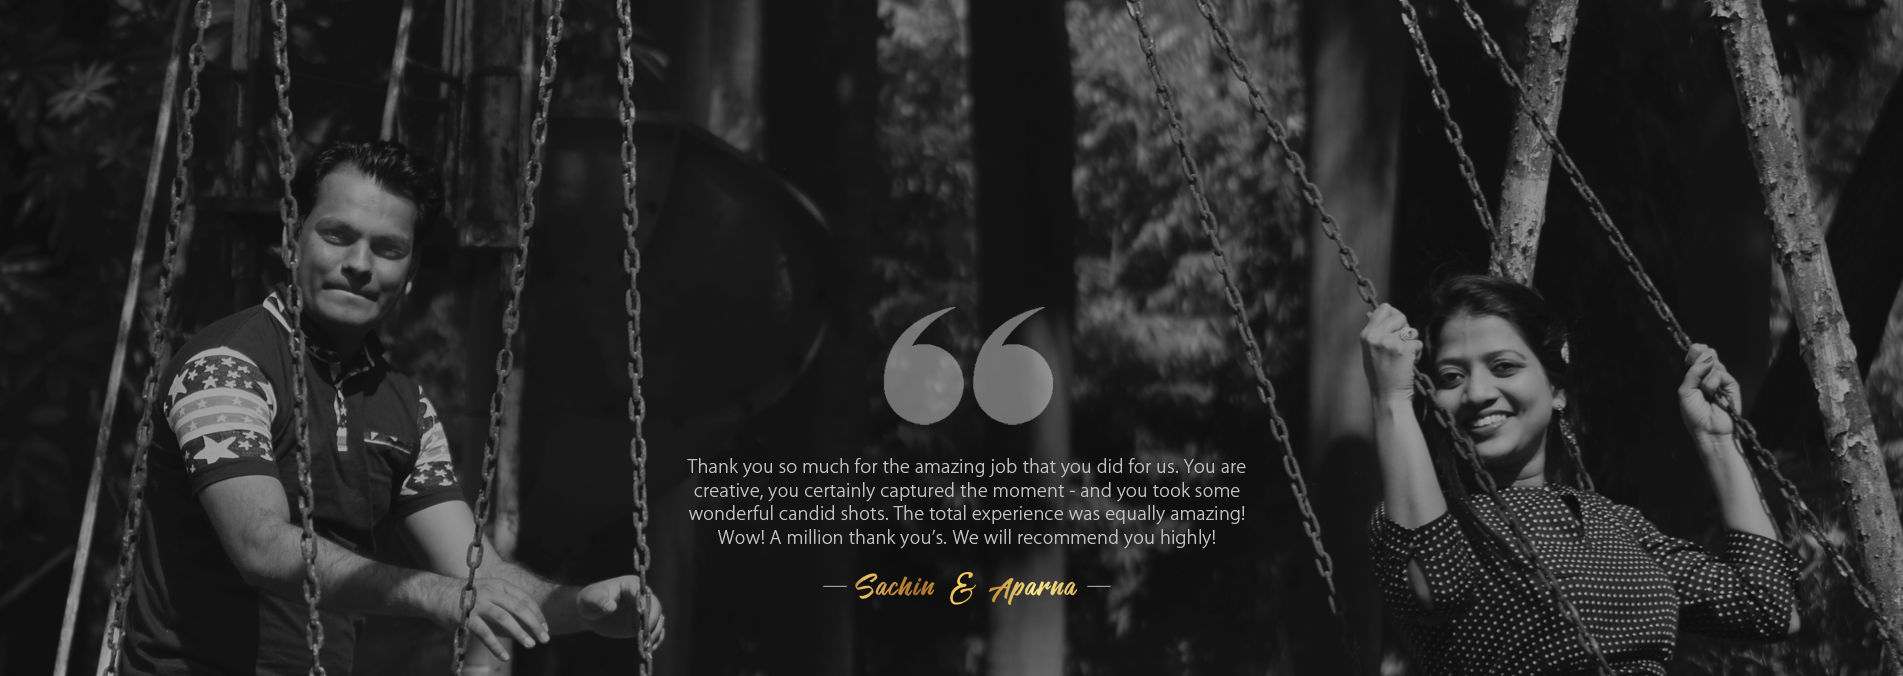 Thank you so much for the amazing job that you did for us. You are
creative, you certainly captured the moment - and you took some
wonderful candid shots. The total experience was equally amazing!
Wow! A million thank you’s. We will recommend you highly!
— Sachin & Aparna —